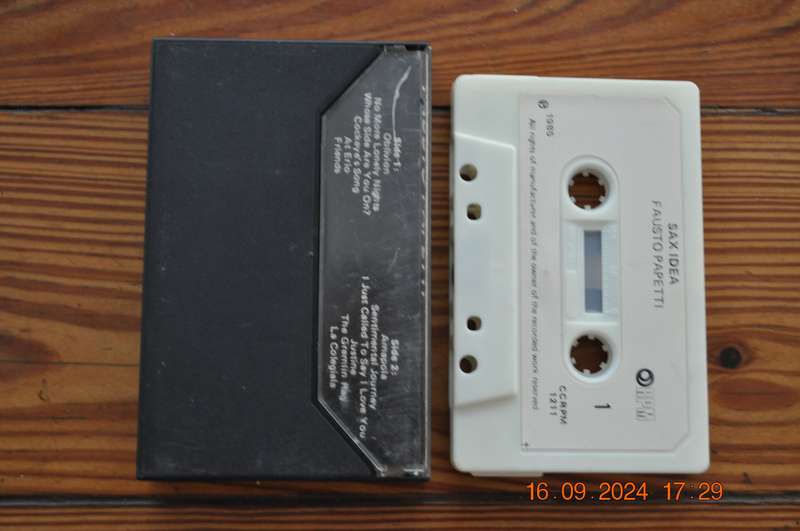 Side 1:
Oblivion
No More Lonely Nights
Whose Side Are You On?
Cockeye's Song
At Erio
Friends
Side 2:
Amapola
Sentimental Journey
I Just Called To Say I Love You
Justine
The Gremlin Rag
La Colegiala
SAX IDEA
FAUSTO PAPETTI
RPM
1
CCRPM
1211
℗ 1985
All rights of manufacturer and of the owner of the recorded work reserved
16.09.2024 17:29